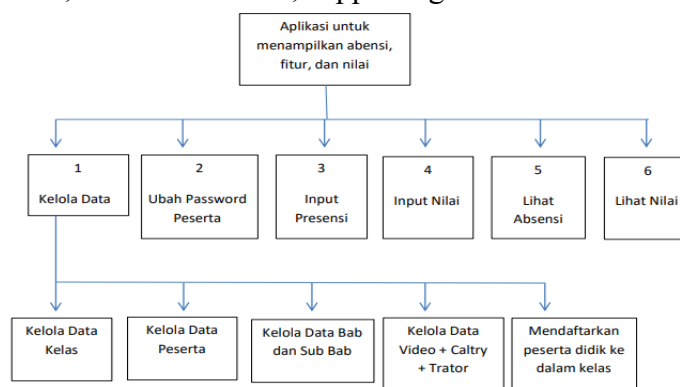 Aplikasi untuk
menampilkan abensi,
fitur, dan nilai
1
Kelola Data
2
Ubah Password
Peserta
3
Input
Presensi
4
Input Nilai
5
Lihat
Absensi
6
Lihat Nilai
Kelola Data
Kelas
Kelola Data
Peserta
Kelola Data Bab
dan Sub Bab
Kelola Data
Video + Caltry
+ Trator
Mendaftarkan
peserta didik ke
dalam kelas